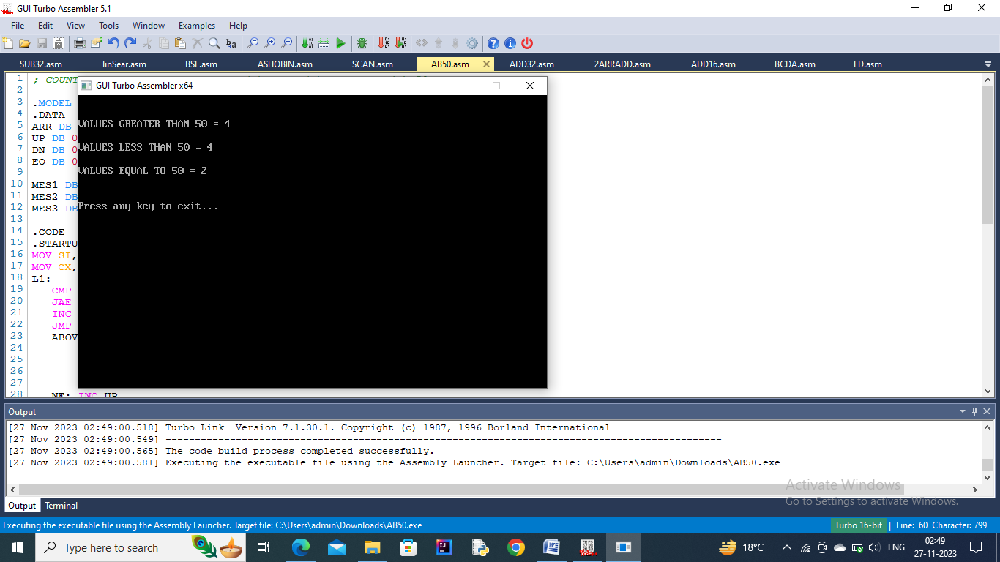 GUI Turbo Assembler 5.1
File Edit View Tools Window Examples Help
SUB32.asm linSear.asm BSE.asm ASITOBIN.asm SCAN.asm AB50.asm ADD32.asm 2ARRADD.asm ADD16.asm BCDA.asm ED.asm
1 ; COUNT
2
3 .MODEL
4 .DATA
5 ARR DB
6 UP DB 0
7 DN DB 0
8 EQ DB 0
9
10 MES1 DB
11 MES2 DB
12 MES3 DB
13
14 .CODE
15 .STARTU
16 MOV SI,
17 MOV CX,
18 L1:
19 CMP
20 JAE
21 INC
22 JMP
23 ABOV
24
25
26
27
28 NE: INC UP
GUI Turbo Assembler x64
VALUES GREATER THAN 50 = 4
VALUES LESS THAN 50 = 4
VALUES EQUAL TO 50 = 2
Press any key to exit...
Output
[27 Nov 2023 02:49:00.518] Turbo Link Version 7.1.30.1. Copyright (c) 1987, 1996 Borland International
[27 Nov 2023 02:49:00.549] -----------------------------------------------------------------------------------------------
[27 Nov 2023 02:49:00.565] The code build process completed successfully.
[27 Nov 2023 02:49:00.581] Executing the executable file using the Assembly Launcher. Target file: C:\Users\admin\Downloads\AB50.exe
Activate Windows
Go to Settings to activate Windows.
Output Terminal
Executing the executable file using the Assembly Launcher. Target file: C:\Users\admin\Downloads\AB50.exe Turbo 16-bit | Line: 60 Character: 799
Type here to search 18°C ENG 02:49
27-11-2023